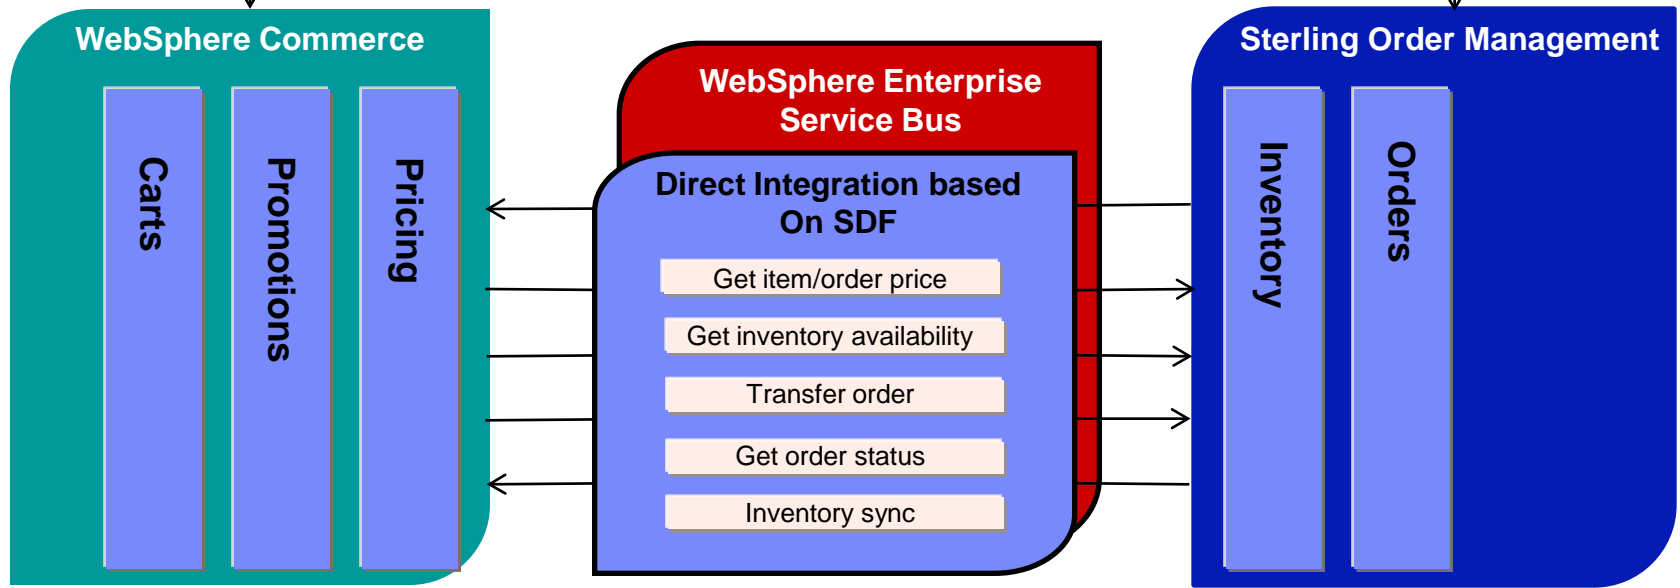 WebSphere Commerce
Carts
Promotions
Pricing
WebSphere Enterprise
Service Bus
Direct Integration based
On SDF
Get item/order price
Get inventory availability
Transfer order
Get order status
Inventory sync
Sterling Order Management
Inventory
Orders